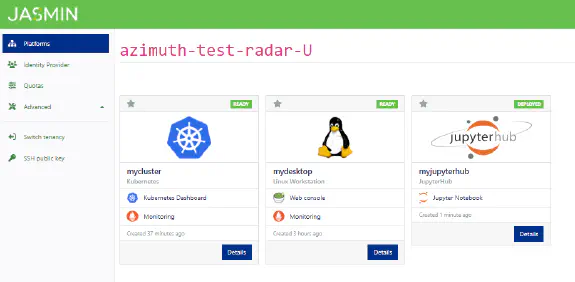 JASMIN
Platforms
Identity Provider
Quotas
Advanced
Switch tenancy
SSH public key
azimuth-test-radar-U
READY
mycluster
Kubernetes
Kubernetes Dashboard
Monitoring
Created 37 minutes ago
Details
READY
mydesktop
Linux Workstation
Web console
Monitoring
Created 3 hours ago
Details
DEPLOYED
jupyterhub
myjupyterhub
JupyterHub
Jupyter Notebook
Created 1 minute ago
Details